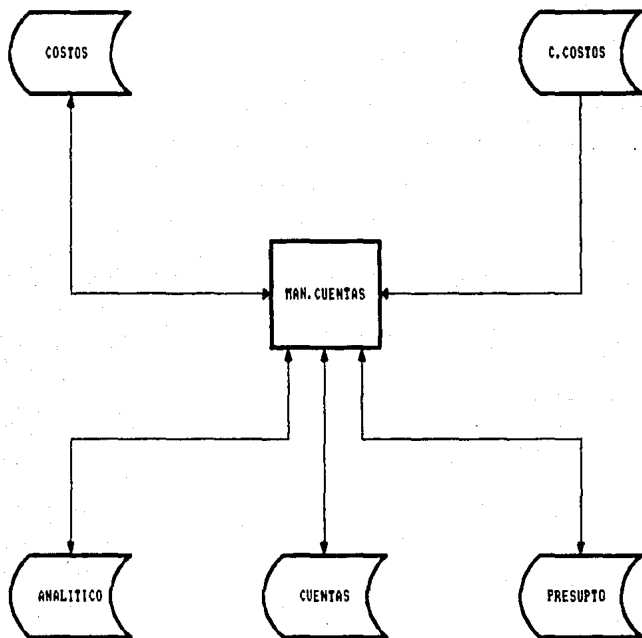 COSTOS
C.COSTOS
MAN.CUENTAS
ANALITICO
CUENTAS
PRESUPTO